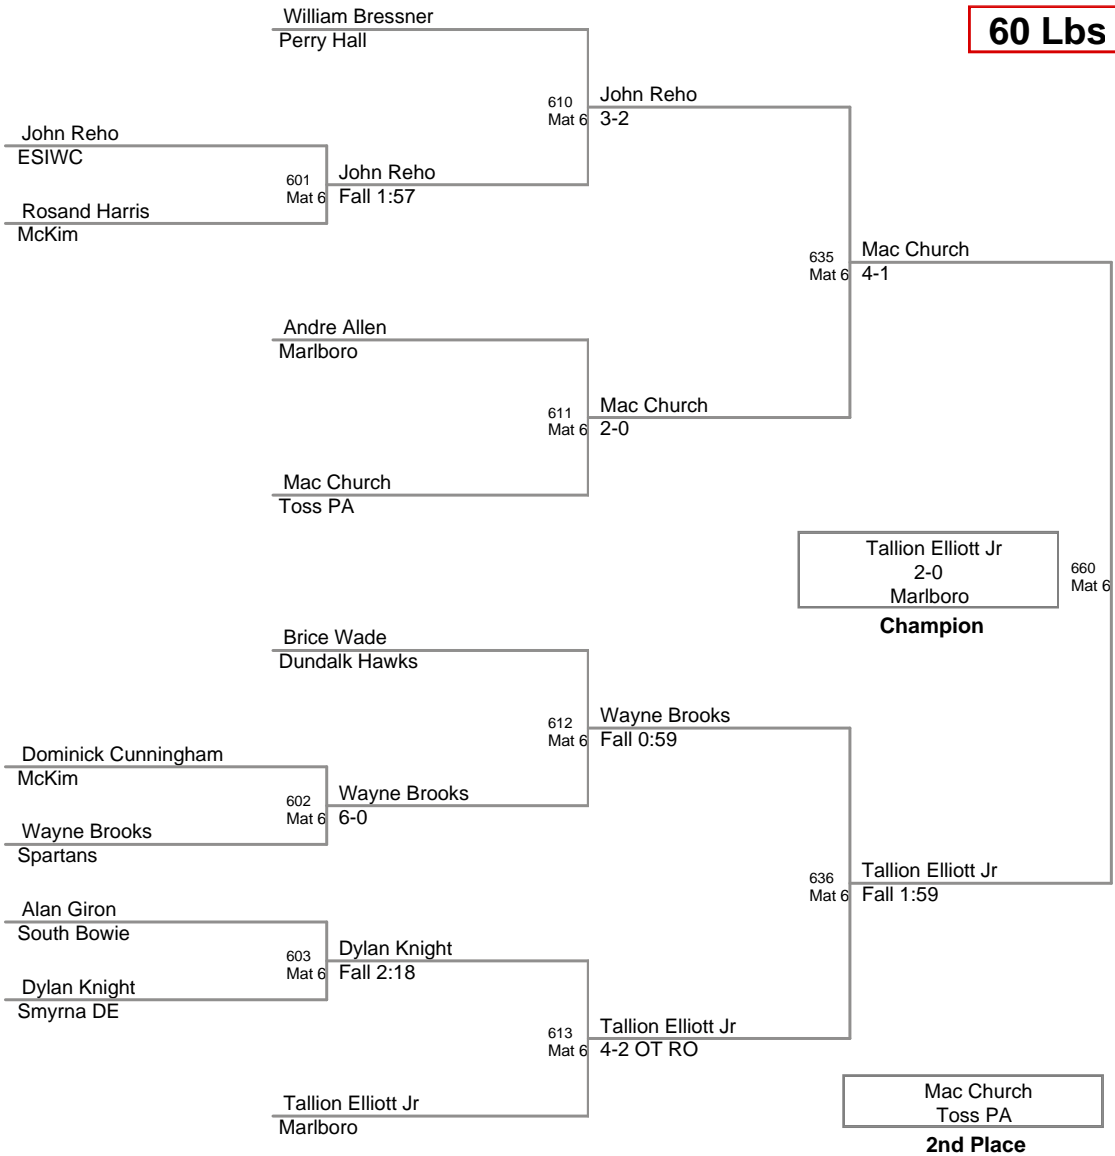 William Bressner
Perry Hall
60 Lbs
610
Mat 6
John Reho
3-2
John Reho
ESIWC
601
Mat 6
John Reho
Fall 1:57
Rosand Harris
McKim
635
Mat 6
Mac Church
4-1
Andre Allen
Marlboro
611
Mat 6
Mac Church
2-0
Mac Church
Toss PA
Tallion Elliott Jr
2-0
Marlboro
Champion
660
Mat 6
Brice Wade
Dundalk Hawks
612
Mat 6
Wayne Brooks
Fall 0:59
Dominick Cunningham
McKim
602
Mat 6
Wayne Brooks
6-0
Wayne Brooks
Spartans
636
Mat 6
Tallion Elliott Jr
Fall 1:59
Alan Giron
South Bowie
603
Mat 6
Dylan Knight
Fall 2:18
Dylan Knight
Smyrna DE
613
Mat 6
Tallion Elliott Jr
4-2 OT RO
Tallion Elliott Jr
Marlboro
Mac Church
Toss PA
2nd Place